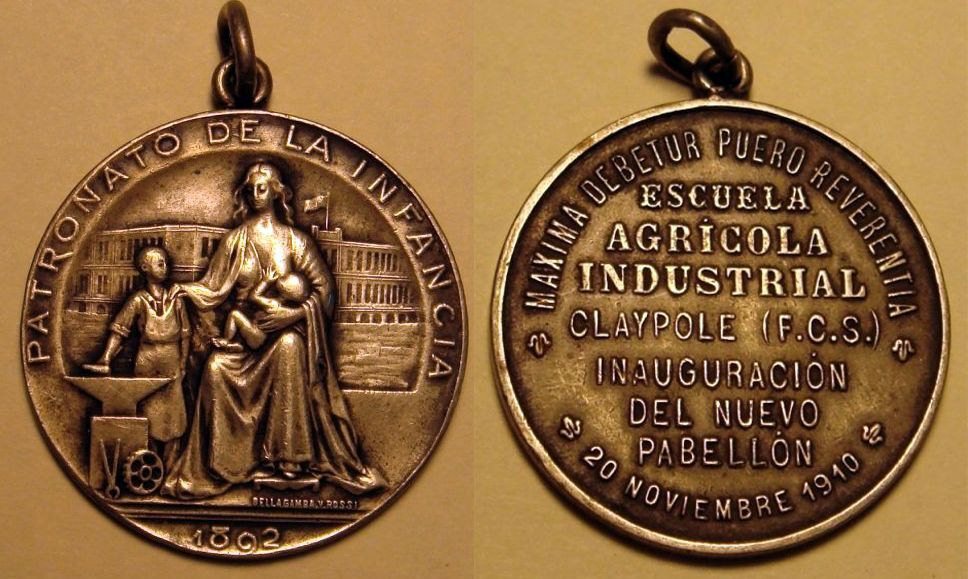 PATRONATO DE LA INFANCIA
BELLAGAMBA. Y. ROSSI
1892
MAXIMA DEBETUR PUERO REVERENTIA
ESCUELA
AGRÍCOLA
INDUSTRIAL
CLAYPOLE (F.C.S.)
INAUGURACIÓN
DEL NUEVO
PABELLÓN
20 NOVIEMBRE 1910